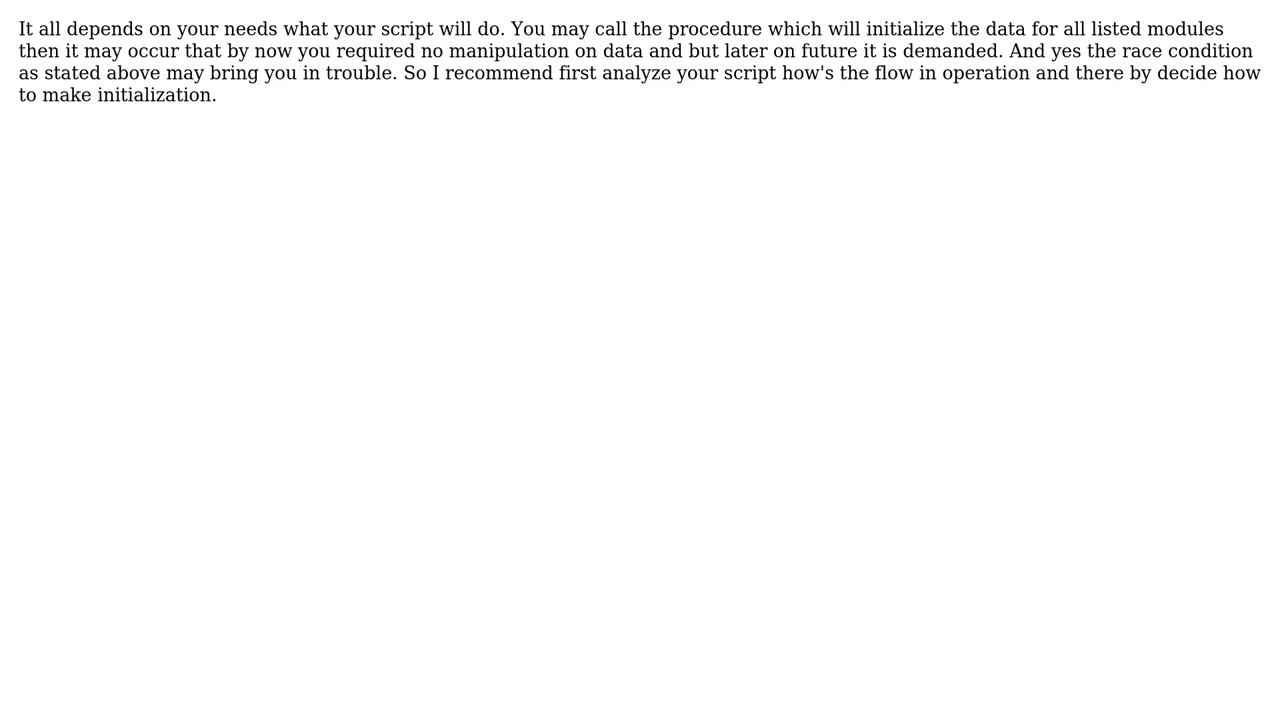 It all depends on your needs what your script will do. You may call the procedure which will initialize the data for all listed modules
then it may occur that by now you required no manipulation on data and but later on future it is demanded. And yes the race condition
as stated above may bring you in trouble. So I recommend first analyze your script how's the flow in operation and there by decide how
to make initialization.